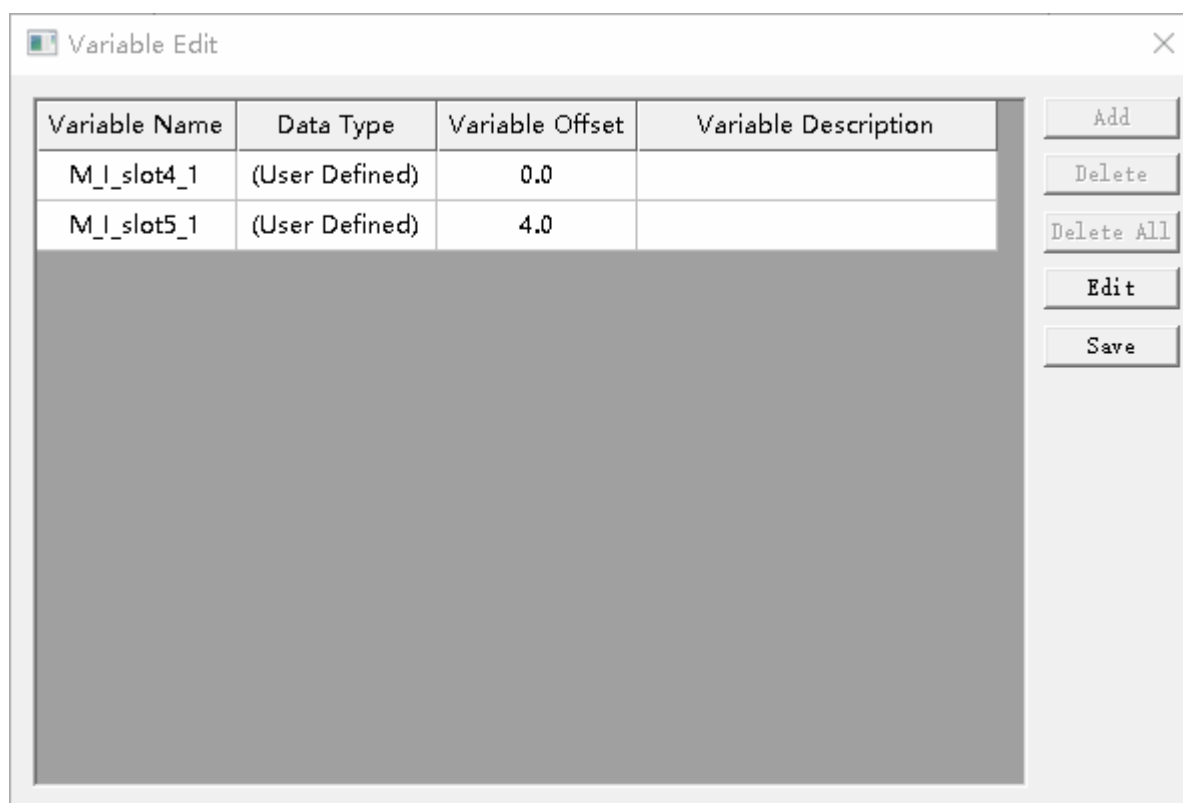 Variable Edit
Variable Name Data Type Variable Offset Variable Description
M_I_slot4_1 (User Defined) 0.0
M_I_slot5_1 (User Defined) 4.0
Add
Delete
Delete All
Edit
Save